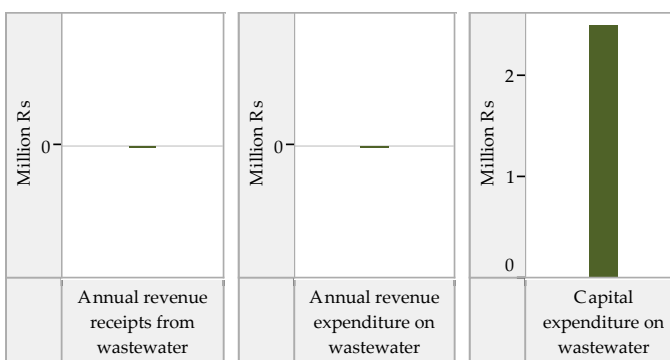 Million Rs
0
Annual revenue
receipts from
wastewater
Million Rs
0
Annual revenue
expenditure on
wastewater
Million Rs
2
1
0
Capital
expenditure on
wastewater